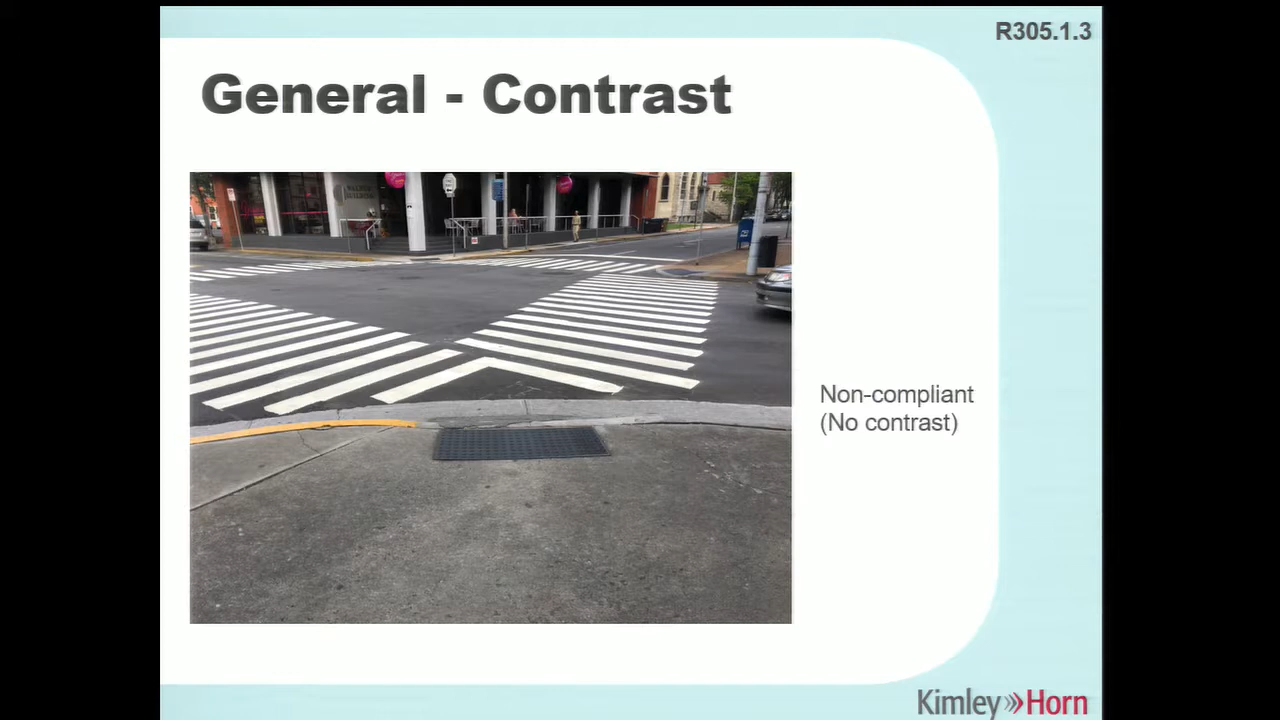 R305.1.3
General - Contrast
Non-compliant
(No contrast)
Kimley»Horn